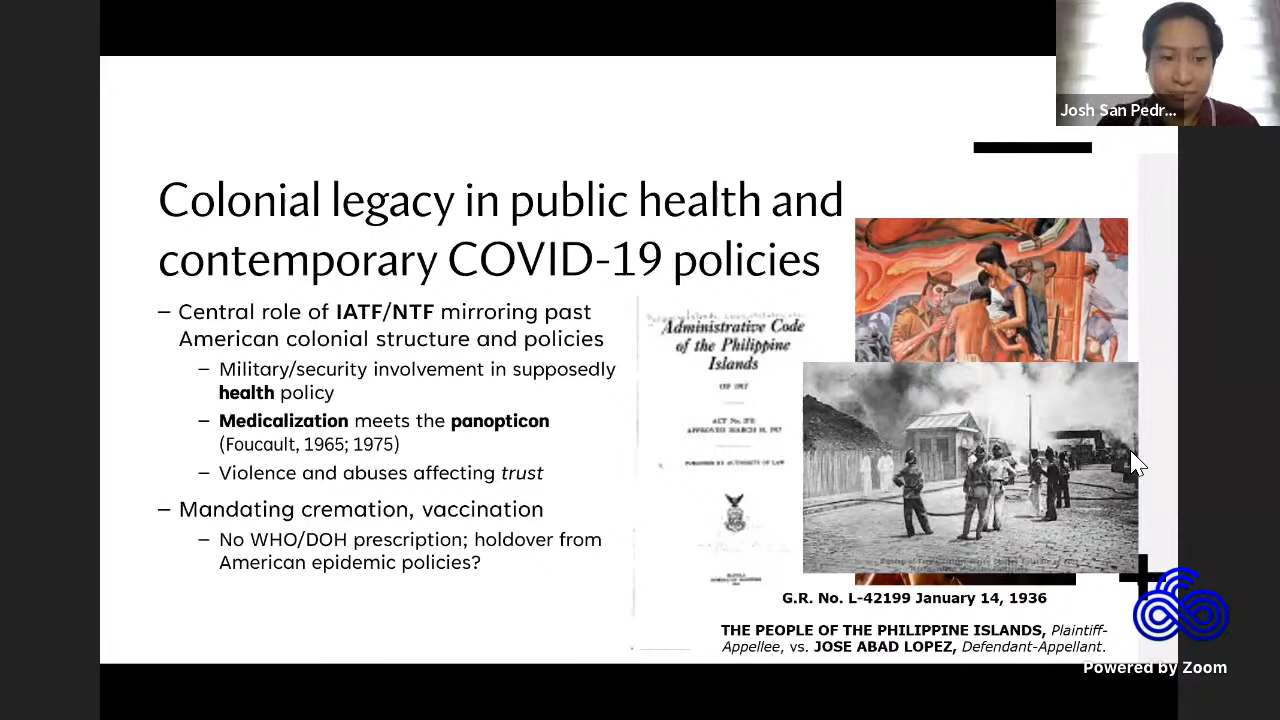 Josh San Pedr...
Colonial legacy in public health and
contemporary COVID-19 policies
– Central role of IATF/NTF mirroring past
American colonial structure and policies
– Military/security involvement in supposedly
health policy
– Medicalization meets the panopticon
(Foucault, 1965; 1975)
– Violence and abuses affecting trust
– Mandating cremation, vaccination
– No WHO/DOH prescription; holdover from
American epidemic policies?
Administrative Code
of the Philippine
Islands
OF 1917
G.R. No. L-42199 January 14, 1936
THE PEOPLE OF THE PHILIPPINE ISLANDS, Plaintiff-
Appellee, vs. JOSE ABAD LOPEZ, Defendant-Appellant.
Powered by Zoom